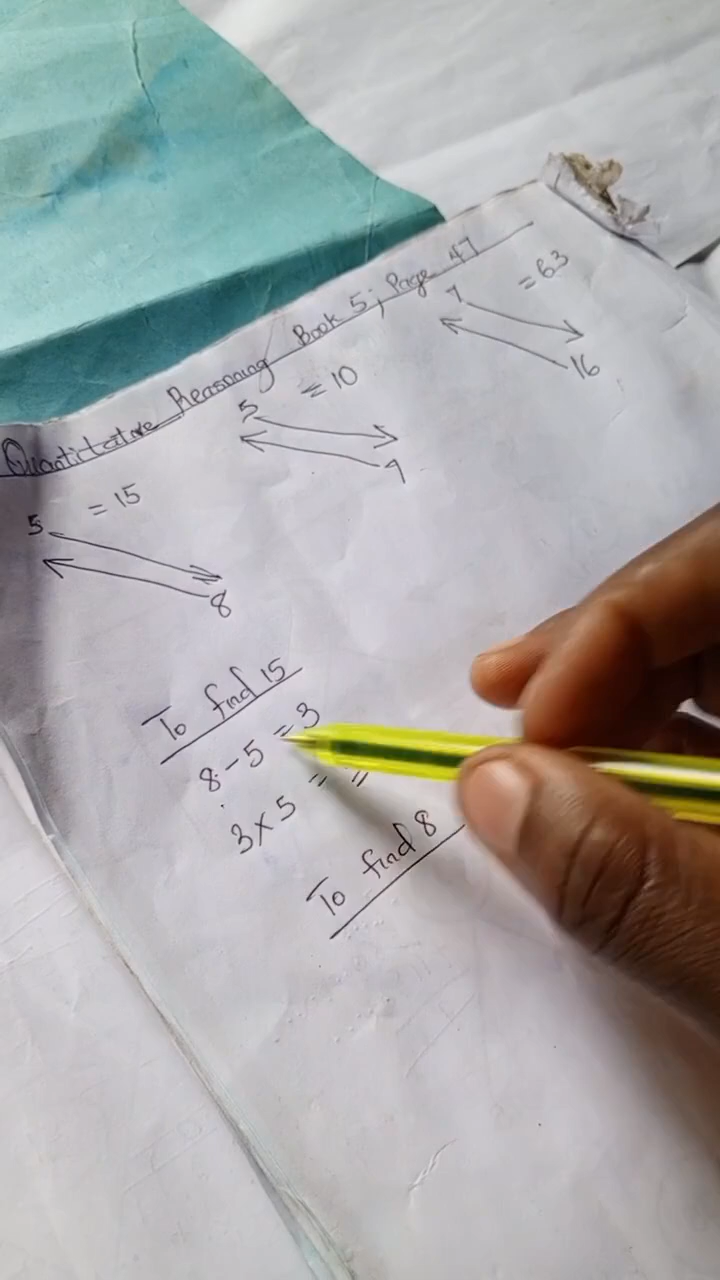 Quantitative Reasoning Book 5; Page 47
5 = 15
8
5 = 10
7
7 = 63
16
To find 15
8 - 5 = 3
3 x 5 = =
To find 8